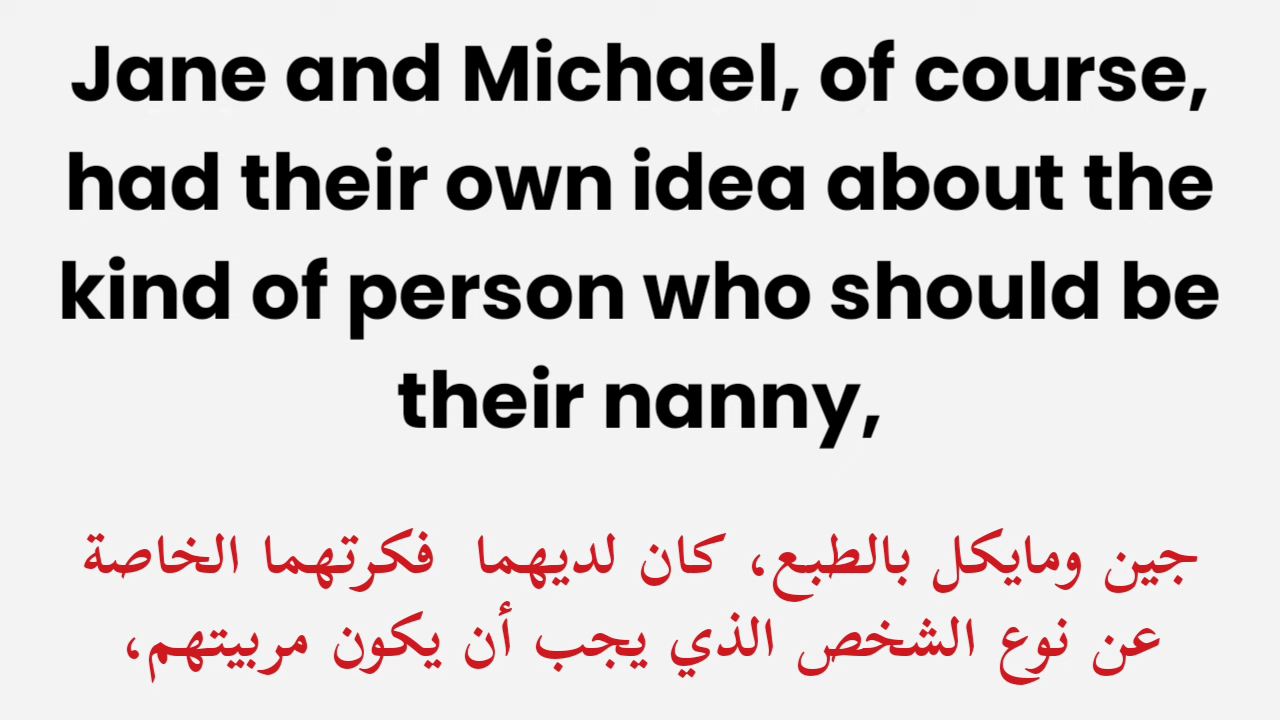 Jane and Michael, of course,
had their own idea about the
kind of person who should be
their nanny,
جين ومايكل بالطبع، كان لديهما  فكرتهما الخاصة
عن نوع الشخص الذي يجب أن يكون مربيتهم،